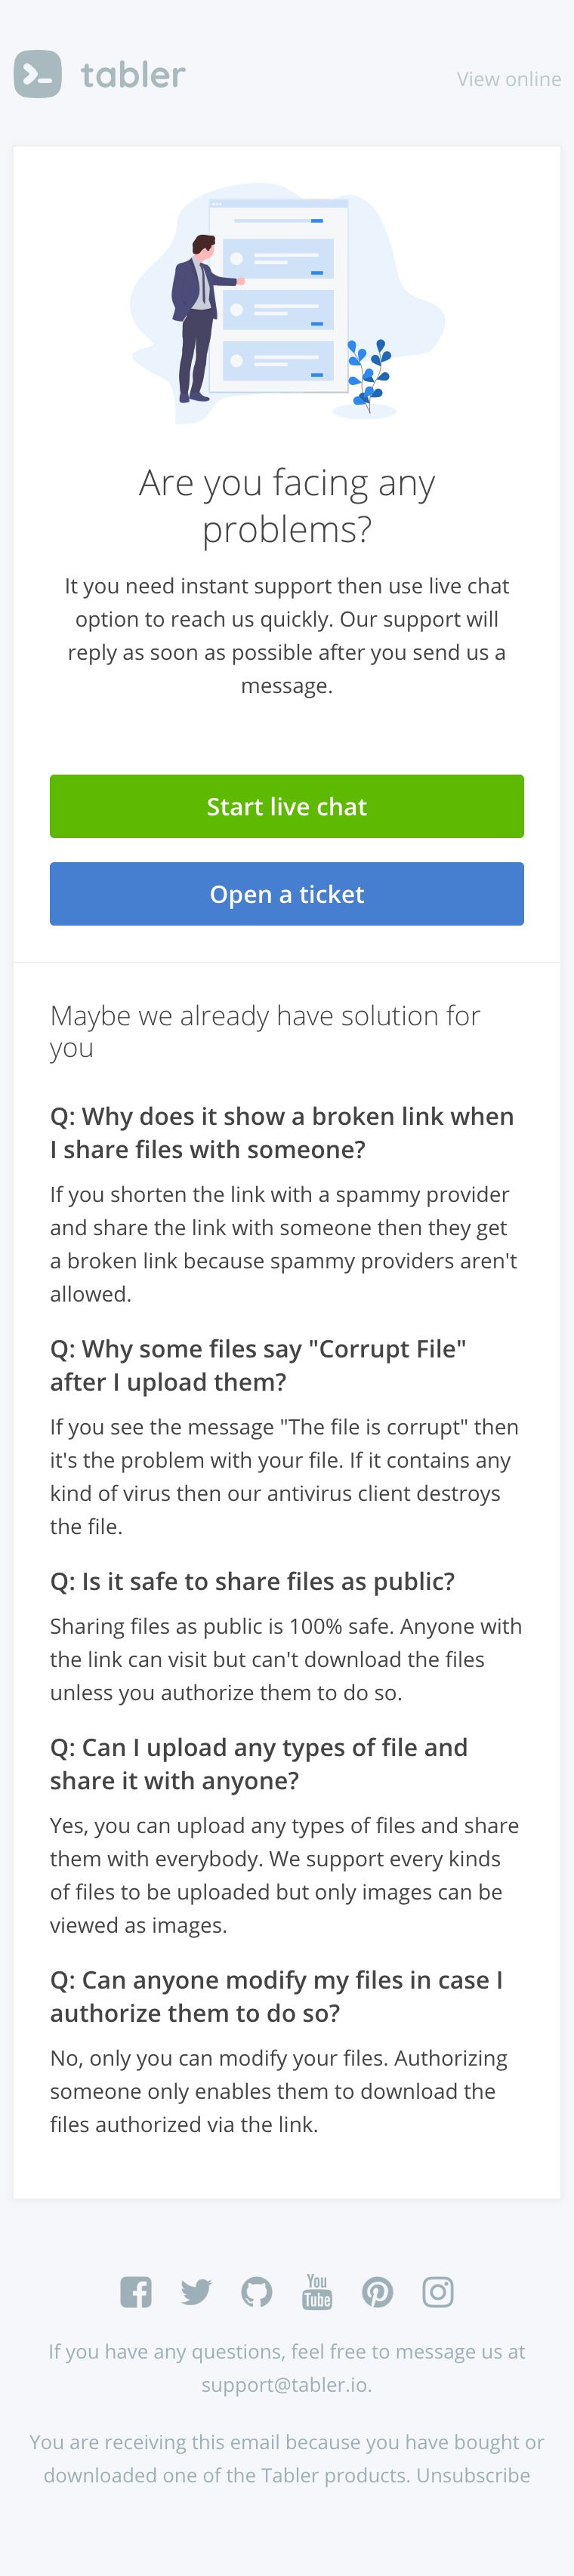 tabler
View online
Are you facing any
problems?
It you need instant support then use live chat
option to reach us quickly. Our support will
reply as soon as possible after you send us a
message.
Start live chat
Open a ticket
Maybe we already have solution for
you
Q: Why does it show a broken link when
I share files with someone?
If you shorten the link with a spammy provider
and share the link with someone then they get
a broken link because spammy providers aren't
allowed.
Q: Why some files say "Corrupt File"
after I upload them?
If you see the message "The file is corrupt" then
it's the problem with your file. If it contains any
kind of virus then our antivirus client destroys
the file.
Q: Is it safe to share files as public?
Sharing files as public is 100% safe. Anyone with
the link can visit but can't download the files
unless you authorize them to do so.
Q: Can I upload any types of file and
share it with anyone?
Yes, you can upload any types of files and share
them with everybody. We support every kinds
of files to be uploaded but only images can be
viewed as images.
Q: Can anyone modify my files in case I
authorize them to do so?
No, only you can modify your files. Authorizing
someone only enables them to download the
files authorized via the link.
You
Tube
If you have any questions, feel free to message us at
support@tabler.io.
You are receiving this email because you have bought or
downloaded one of the Tabler products. Unsubscribe